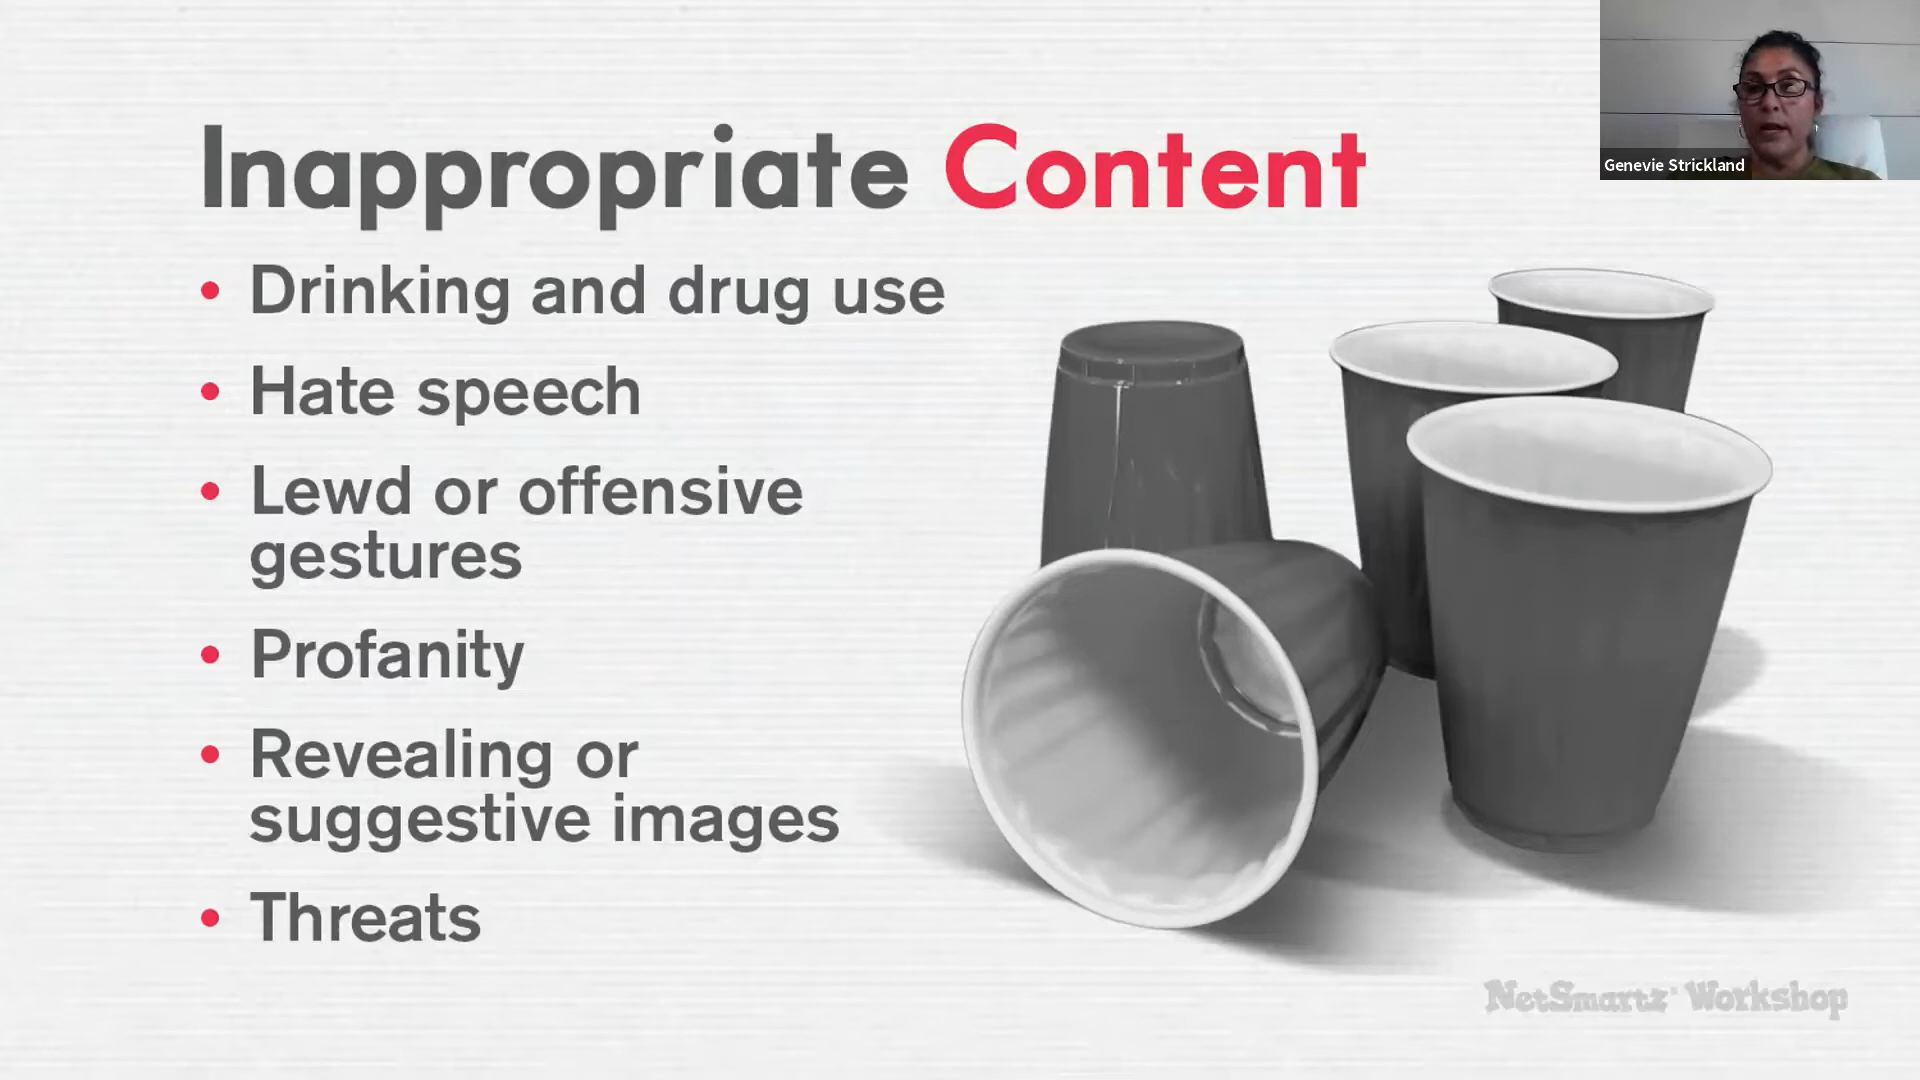 Inappropriate Content
• Drinking and drug use
• Hate speech
• Lewd or offensive
gestures
• Profanity
• Revealing or
suggestive images
• Threats
Genevie Strickland
NetSmartz® Workshop